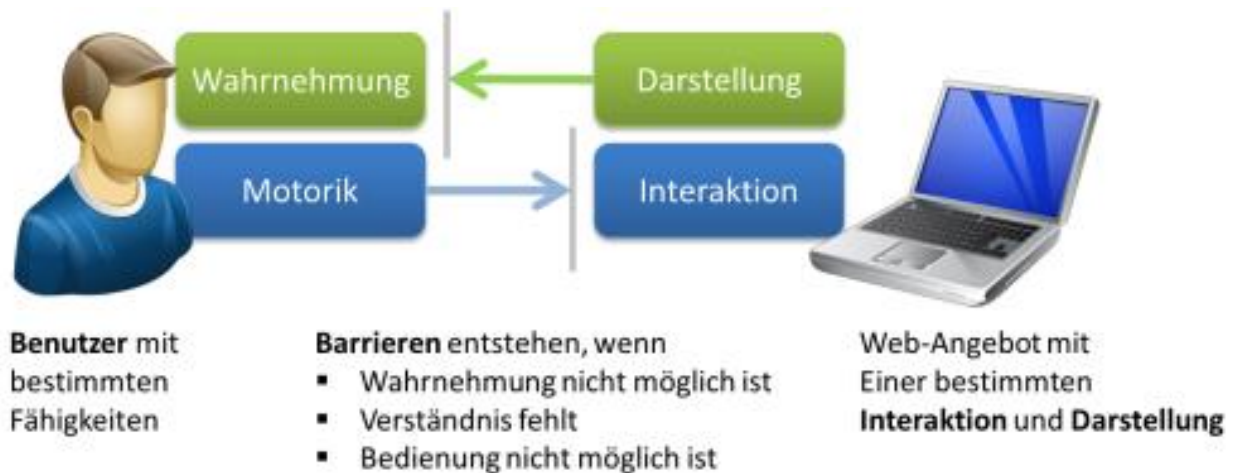 Wahrnehmung
Darstellung
Motorik
Interaktion
Benutzer mit
bestimmten
Fähigkeiten
Barrieren entstehen, wenn
▪ Wahrnehmung nicht möglich ist
▪ Verständnis fehlt
▪ Bedienung nicht möglich ist
Web-Angebot mit
Einer bestimmten
Interaktion und Darstellung